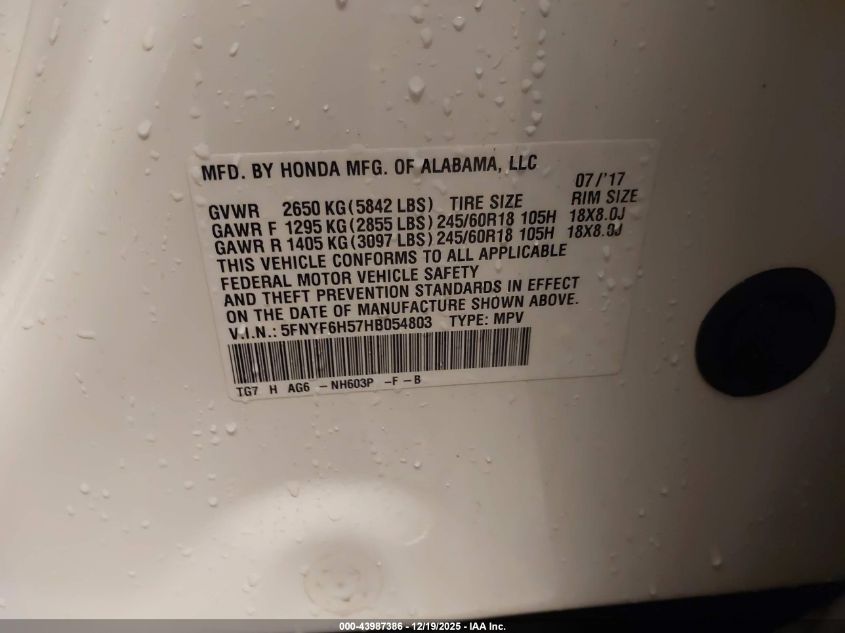 MFD. BY HONDA MFG. OF ALABAMA, LLC 07/'17
GVWR 2650 KG(5842 LBS) TIRE SIZE RIM SIZE
GAWR F 1295 KG(2855 LBS) 245/60R18 105H 18X8.0J
GAWR R 1405 KG(3097 LBS) 245/60R18 105H 18X8.0J
THIS VEHICLE CONFORMS TO ALL APPLICABLE
FEDERAL MOTOR VEHICLE SAFETY
AND THEFT PREVENTION STANDARDS IN EFFECT
ON THE DATE OF MANUFACTURE SHOWN ABOVE.
V.I.N.: 5FNYF6H57HB054803 TYPE: MPV
TG7 H AG6 -NH603P -F-B
000-43987386 - 12/19/2025 - IAA Inc.